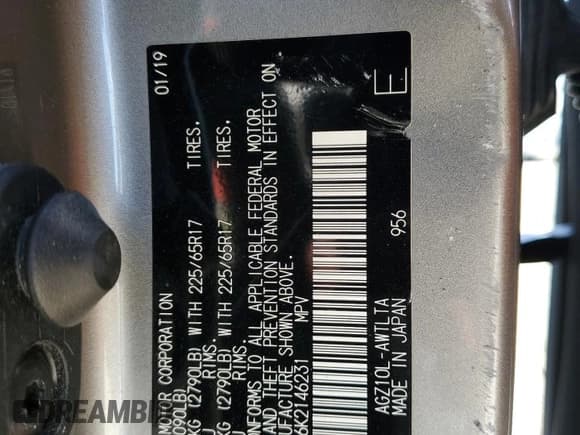 MOTOR CORPORATION 01/19
090LB)
KG (2790LB) WITH 225/65R17 TIRES.
J RIMS.
KG (2790LB) WITH 225/65R17 TIRES.
J RIMS.
ONFORMS TO ALL APPLICABLE FEDERAL MOTOR
AND THEFT PREVENTION STANDARDS IN EFFECT ON
UFACTURE SHOWN ABOVE.
6K2146231 MPV
E
956
AGZ10L-AWTLTA
MADE IN JAPAN
DREAMBID